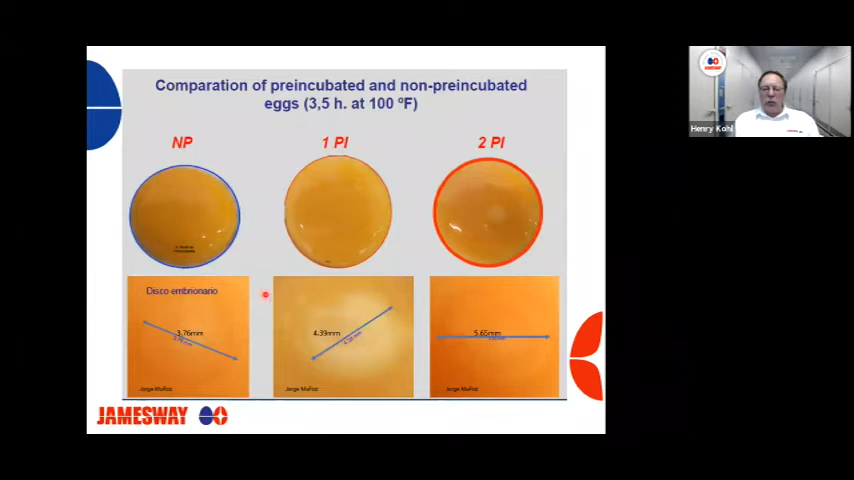 Comparation of preincubated and non-preincubated
eggs (3,5 h. at 100 ºF)
NP
1 PI
2 PI
Disco embrionario
3,76mm
4.39mm
5.65mm
Jorge Muñoz
Jorge Muñoz
Jorge Muñoz
JAMESWAY
JAMESWAY
Henry Kohl